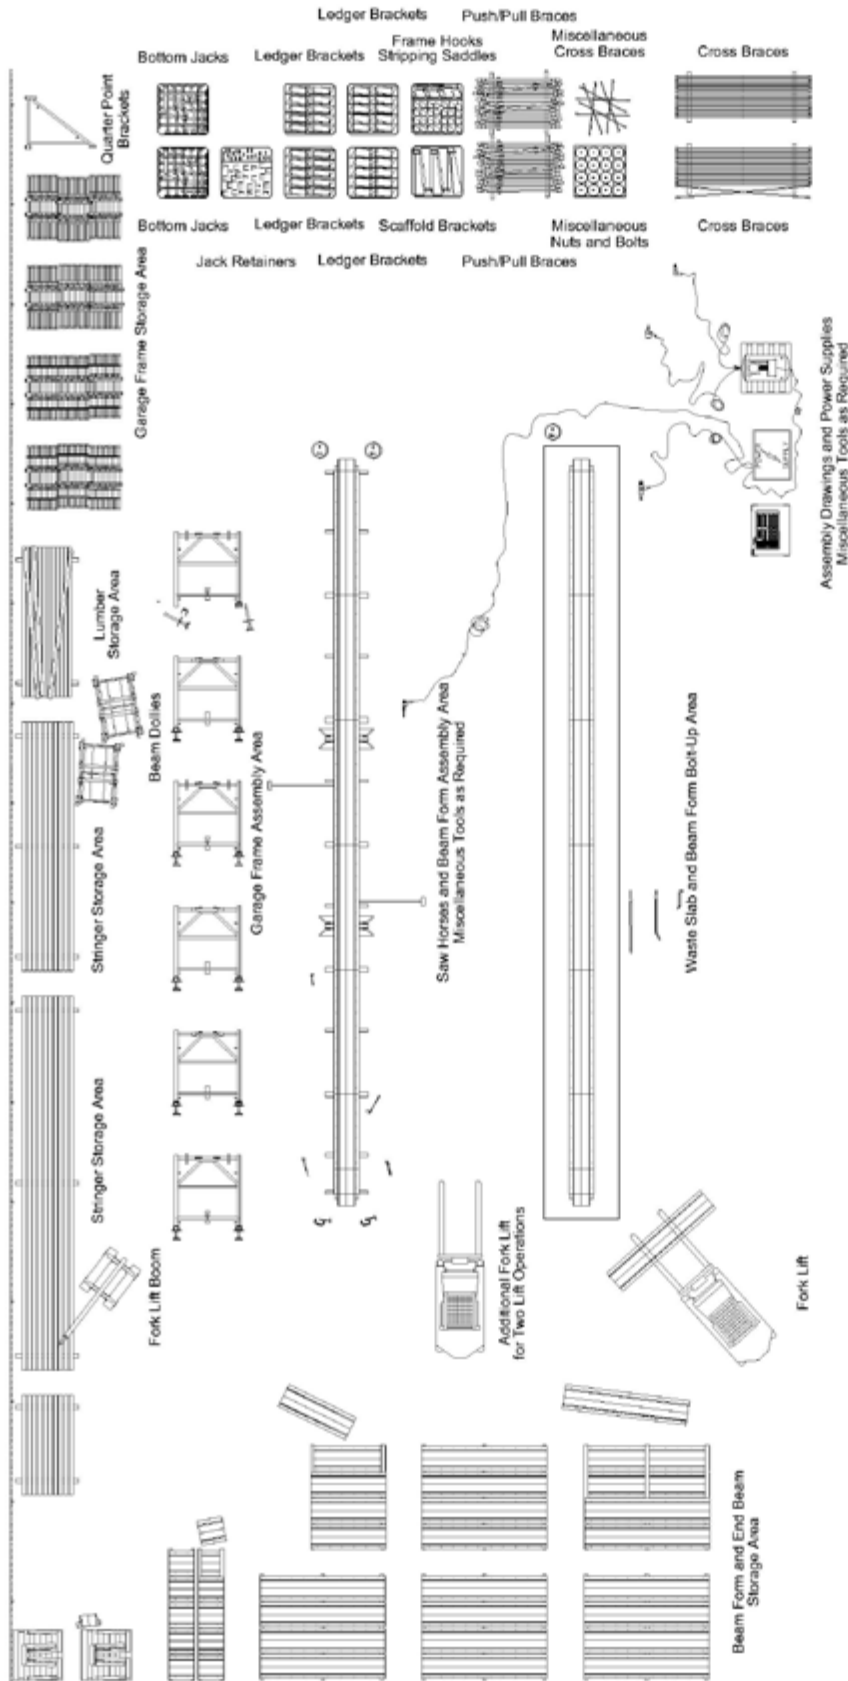 Ledger Brackets
Push/Pull Braces
Bottom Jacks
Ledger Brackets
Frame Hooks
Stripping Saddles
Miscellaneous
Cross Braces
Cross Braces
Quarter Point
Brackets
Bottom Jacks
Ledger Brackets
Scaffold Brackets
Miscellaneous
Nuts and Bolts
Cross Braces
Jack Retainers
Ledger Brackets
Push/Pull Braces
Garage Frame Storage Area
Assembly Drawings and Power Supplies
Miscellaneous Tools as Required
POWER
SUPPLY
Lumber
Storage Area
Beam Dollies
Garage Frame Assembly Area
Saw Horses and Beam Form Assembly Area
Miscellaneous Tools as Required
Waste Slab and Beam Form Bolt-Up Area
Stringer Storage Area
Stringer Storage Area
Fork Lift Boom
Additional Fork Lift
for Two Lift Operations
Fork Lift
Beam Form and End Beam
Storage Area